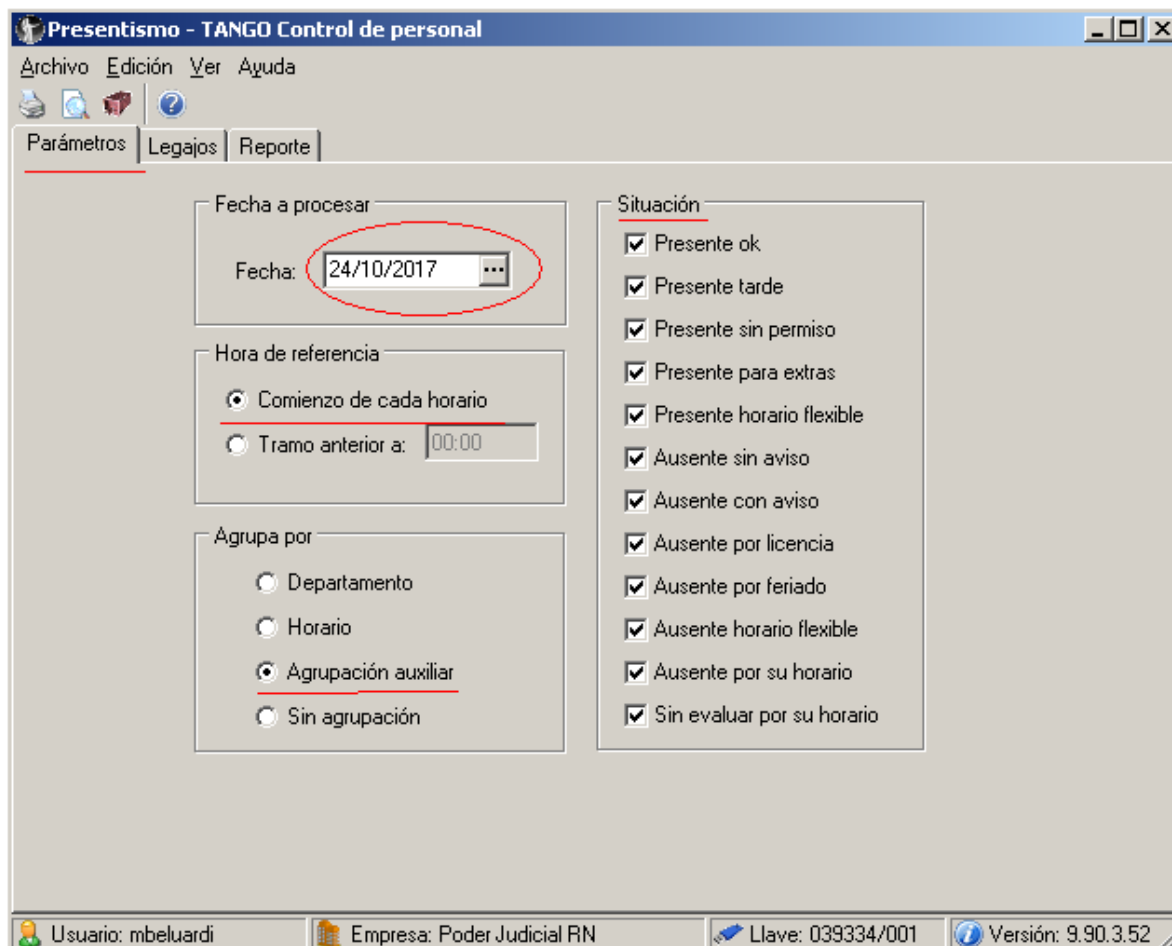 Presentismo - TANGO Control de personal
Archivo Edición Ver Ayuda
Parámetros Legajos Reporte
Fecha a procesar
Fecha: 24/10/2017 ...
Hora de referencia
Comienzo de cada horario
Tramo anterior a: 00:00
Agrupa por
Departamento
Horario
Agrupación auxiliar
Sin agrupación
Situación
Presente ok
Presente tarde
Presente sin permiso
Presente para extras
Presente horario flexible
Ausente sin aviso
Ausente con aviso
Ausente por licencia
Ausente por feriado
Ausente horario flexible
Ausente por su horario
Sin evaluar por su horario
Usuario: mbeluardi Empresa: Poder Judicial RN Llave: 039334/001 Versión: 9.90.3.52